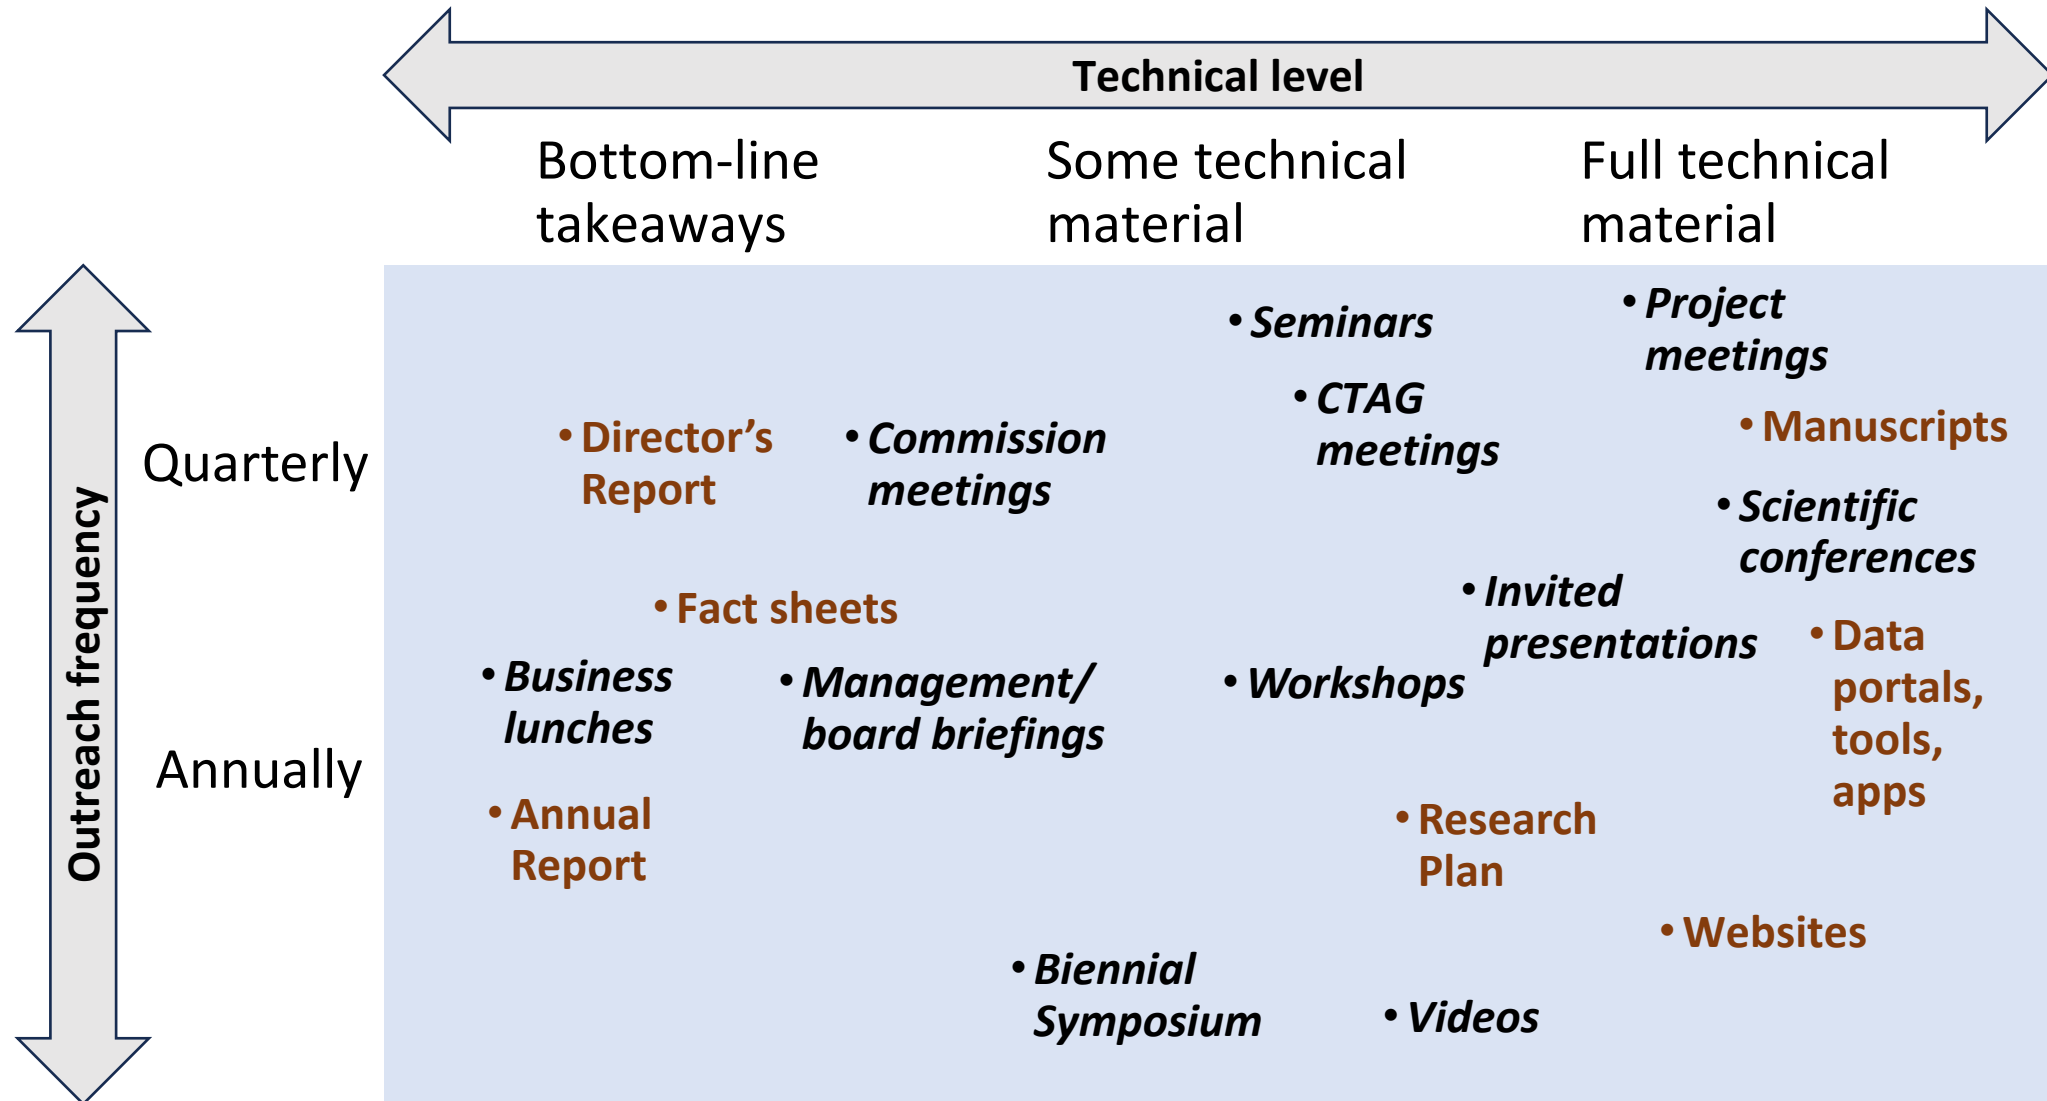 Technical level
Bottom-line
takeaways
Some technical
material
Full technical
material
Outreach frequency
Quarterly
Annually
• Seminars
• Project
meetings
• CTAG
meetings
• Director’s
Report
• Commission
meetings
• Manuscripts
• Scientific
conferences
• Fact sheets
• Invited
presentations
• Data
portals,
tools,
apps
• Business
lunches
• Management/
board briefings
• Workshops
• Annual
Report
• Research
Plan
• Websites
• Biennial
Symposium
• Videos